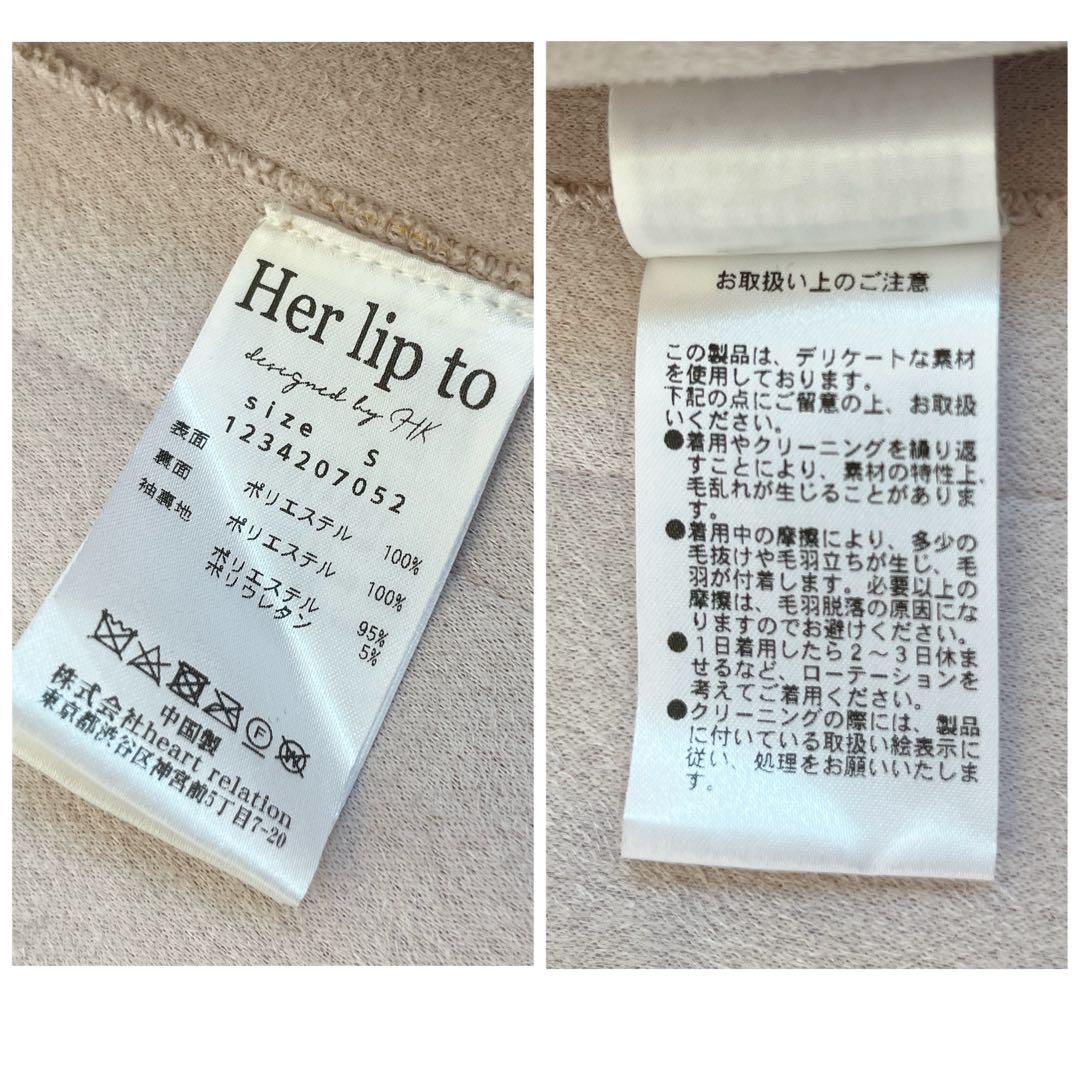 Her lip to
designed by HK
size S
1234207052
表面 ポリエステル 100%
裏面 ポリエステル 100%
袖裏地 ポリエステル 95%
ポリウレタン 5%
F W
中国製
株式会社heart relation
東京都渋谷区神宮前5丁目7-20
お取扱い上のご注意
この製品は、デリケートな素材
を使用しております。
下記の点にご留意の上、お取扱
いください。
●着用やクリーニングを繰り返
すことにより、素材の特性上、
毛乱れが生じることがありま
す。
●着用中の摩擦により、多少の
毛抜けや毛羽立ちが生じ、毛
羽が付着します。必要以上の
摩擦は、毛羽脱落の原因にな
りますのでお避けください。
●1日着用したら2～3日休ま
せるなど、ローテーションを
考えてご着用ください。
●クリーニングの際には、製品
に付いている取扱い絵表示に
従い、処理をお願いいたしま
す。